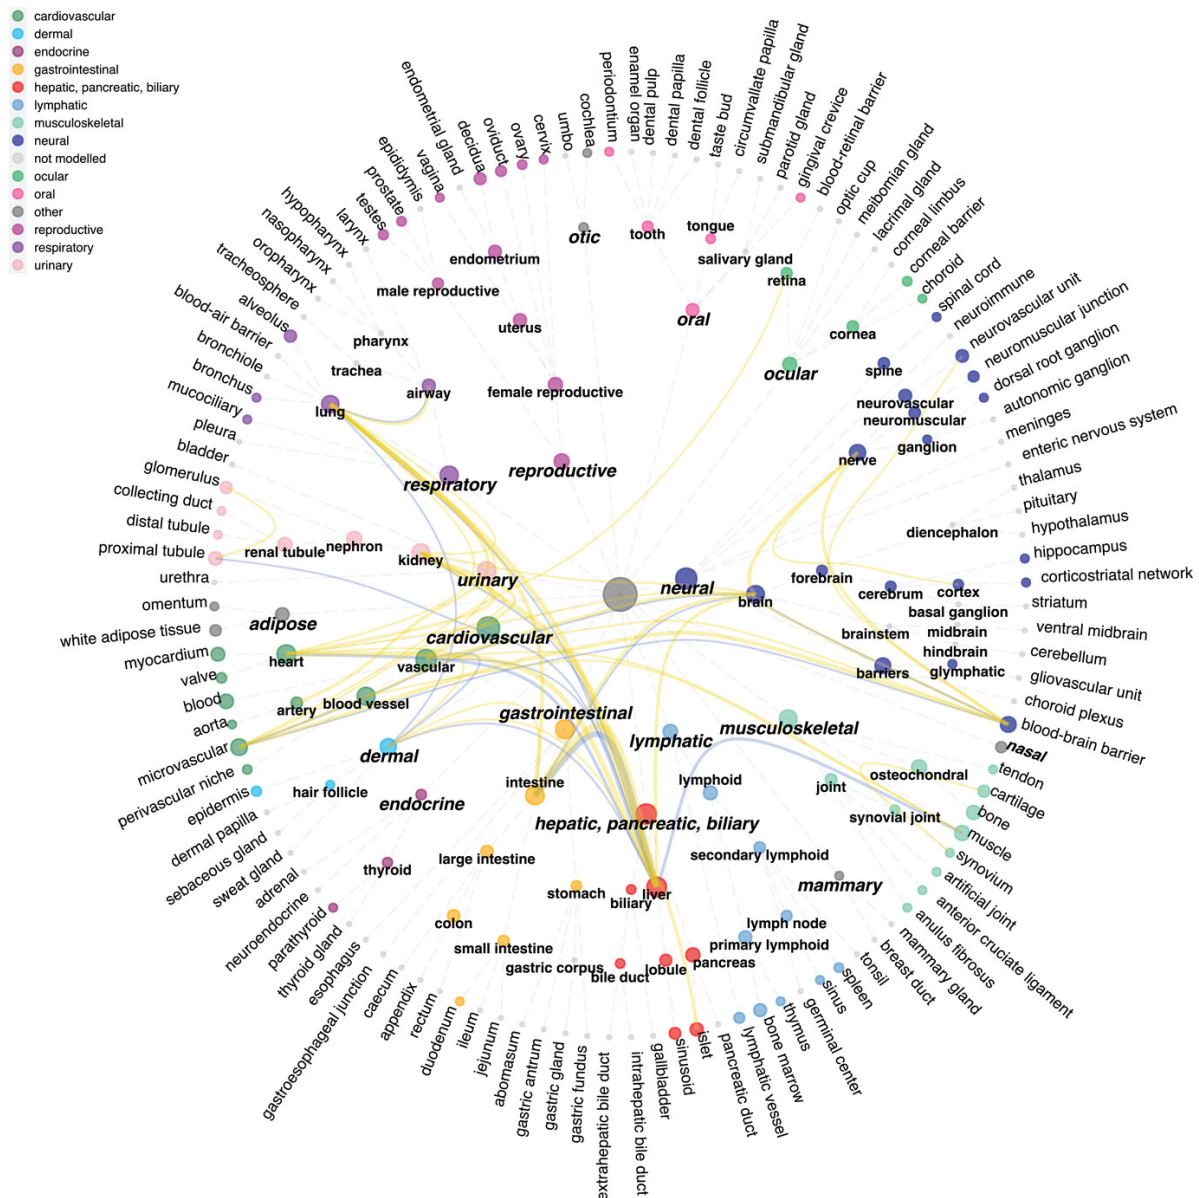 cardiovascular
dermal
endocrine
gastrointestinal
hepatic, pancreatic, biliary
lymphatic
musculoskeletal
neural
not modelled
ocular
oral
other
reproductive
respiratory
urinary
umbo
cochlea
periodontium
enamel organ
dental pulp
dental papilla
dental follicle
taste bud
circumvallate papilla
submandibular gland
parotid gland
gingival crevice
blood-retinal barrier
optic cup
meibomian gland
lacrimal gland
corneal limbus
corneal barrier
choroid
spinal cord
neuroimmune
neurovascular unit
neuromuscular junction
dorsal root ganglion
autonomic ganglion
meninges
enteric nervous system
thalamus
pituitary
hypothalamus
hippocampus
corticostriatal network
striatum
ventral midbrain
cerebellum
gliovascular unit
choroid plexus
blood-brain barrier
nasal
tendon
cartilage
bone
muscle
synovium
artificial joint
anterior cruciate ligament
anulus fibrosus
mammary gland
breast duct
tonsil
spleen
sinus
germinal center
thymus
bone marrow
lymphatic vessel
pancreatic duct
islet
sinusoid
gallbladder
intrahepatic bile duct
extrahepatic bile duct
gastric fundus
gastric gland
gastric antrum
abomasum
jejunum
ileum
duodenum
rectum
appendix
caecum
gastroesophageal junction
esophagus
thyroid gland
parathyroid
neuroendocrine
adrenal
sweat gland
sebaceous gland
dermal papilla
epidermis
perivascular niche
microvascular
aorta
blood
valve
myocardium
white adipose tissue
omentum
urethra
proximal tubule
distal tubule
collecting duct
glomerulus
bladder
pleura
mucociliary
bronchus
bronchiole
blood-air barrier
alveolus
tracheosphere
oropharynx
nasopharynx
hypopharynx
larynx
testes
prostate
epididymis
vagina
endometrial gland
decidua
oviduct
ovary
cervix
otic
tooth
tongue
salivary gland
retina
endometrium
male reproductive
uterus
oral
cornea
pharynx
trachea
airway
lung
female reproductive
ocular
spine
neurovascular
neuromuscular
ganglion
nerve
reproductive
respiratory
diencephalon
renal tubule
nephron
kidney
urinary
neural
brain
forebrain
cerebrum
cortex
basal ganglion
brainstem
midbrain
hindbrain
glymphatic
barriers
adipose
cardiovascular
heart
vascular
artery
blood vessel
gastrointestinal
lymphatic
musculoskeletal
dermal
hair follicle
endocrine
intestine
lymphoid
joint
osteochondral
synovial joint
hepatic, pancreatic, biliary
large intestine
thyroid
secondary lymphoid
mammary
stomach
biliary
liver
colon
small intestine
lymph node
primary lymphoid
gastric corpus
bile duct
lobule
pancreas